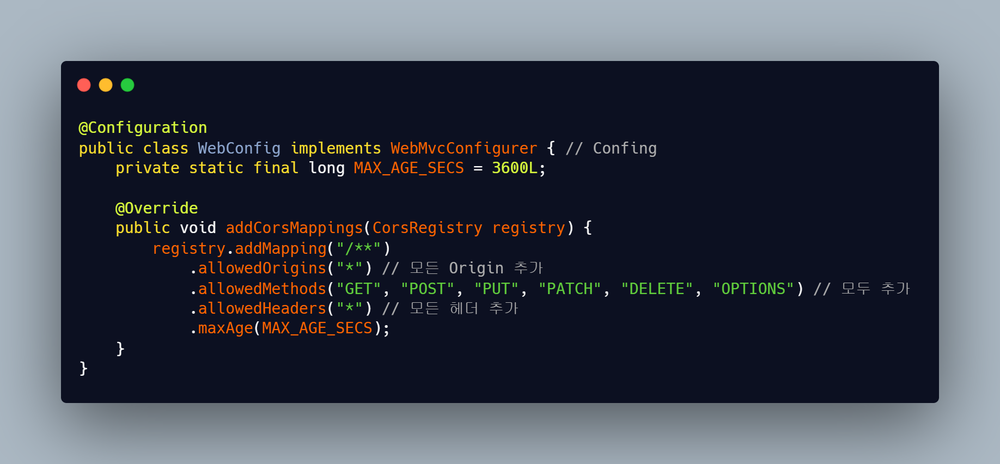 @Configuration
public class WebConfig implements WebMvcConfigurer { // Confing
    private static final long MAX_AGE_SECS = 3600L;

    @Override
    public void addCorsMappings(CorsRegistry registry) {
        registry.addMapping("/**")
            .allowedOrigins("*") // 모든 Origin 추가
            .allowedMethods("GET", "POST", "PUT", "PATCH", "DELETE", "OPTIONS") // 모두 추가
            .allowedHeaders("*") // 모든 헤더 추가
            .maxAge(MAX_AGE_SECS);
    }
}